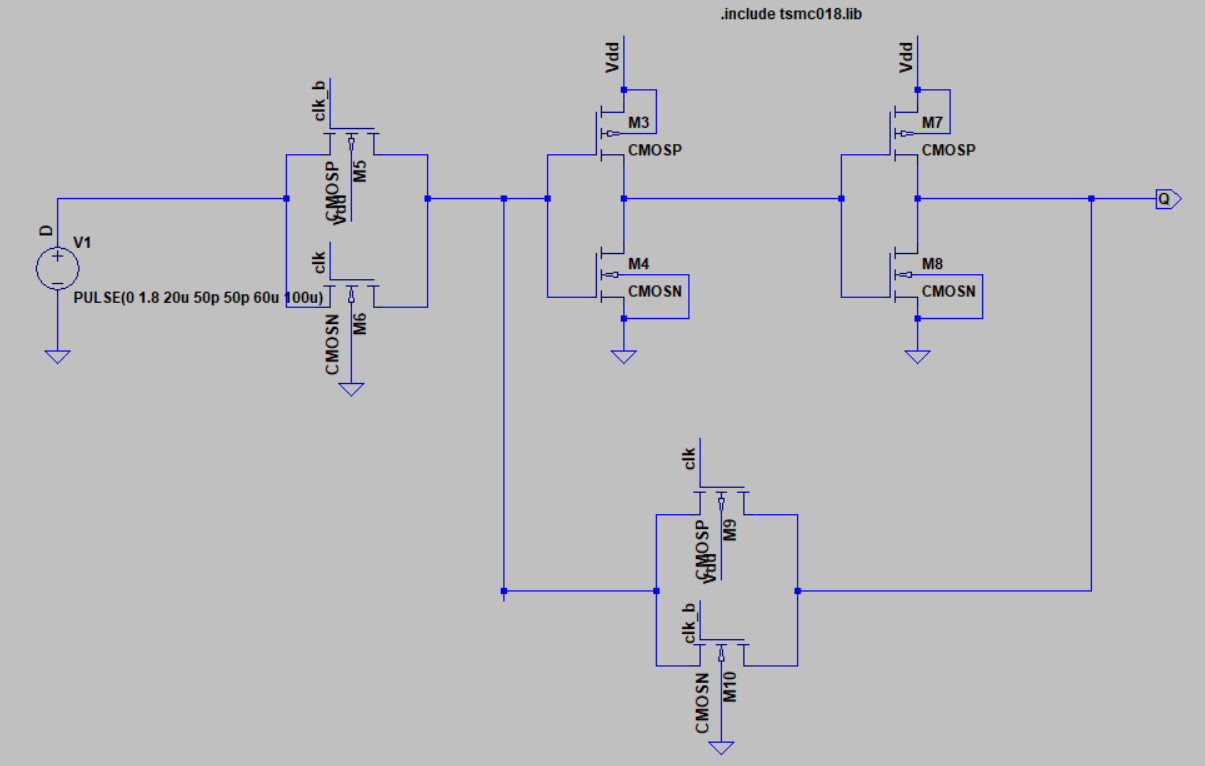 .include tsmc018.lib
Vdd
Vdd
clk_b
M3
CMOSP
M7
CMOSP
CMOSP
M5
Vdd
D
V1
PULSE(0 1.8 20u 50p 50p 60u 100u)
clk
CMOSN
M6
M4
CMOSN
M8
CMOSN
Q
clk
CMOSP
M9
Vdd
clk_b
CMOSN
M10